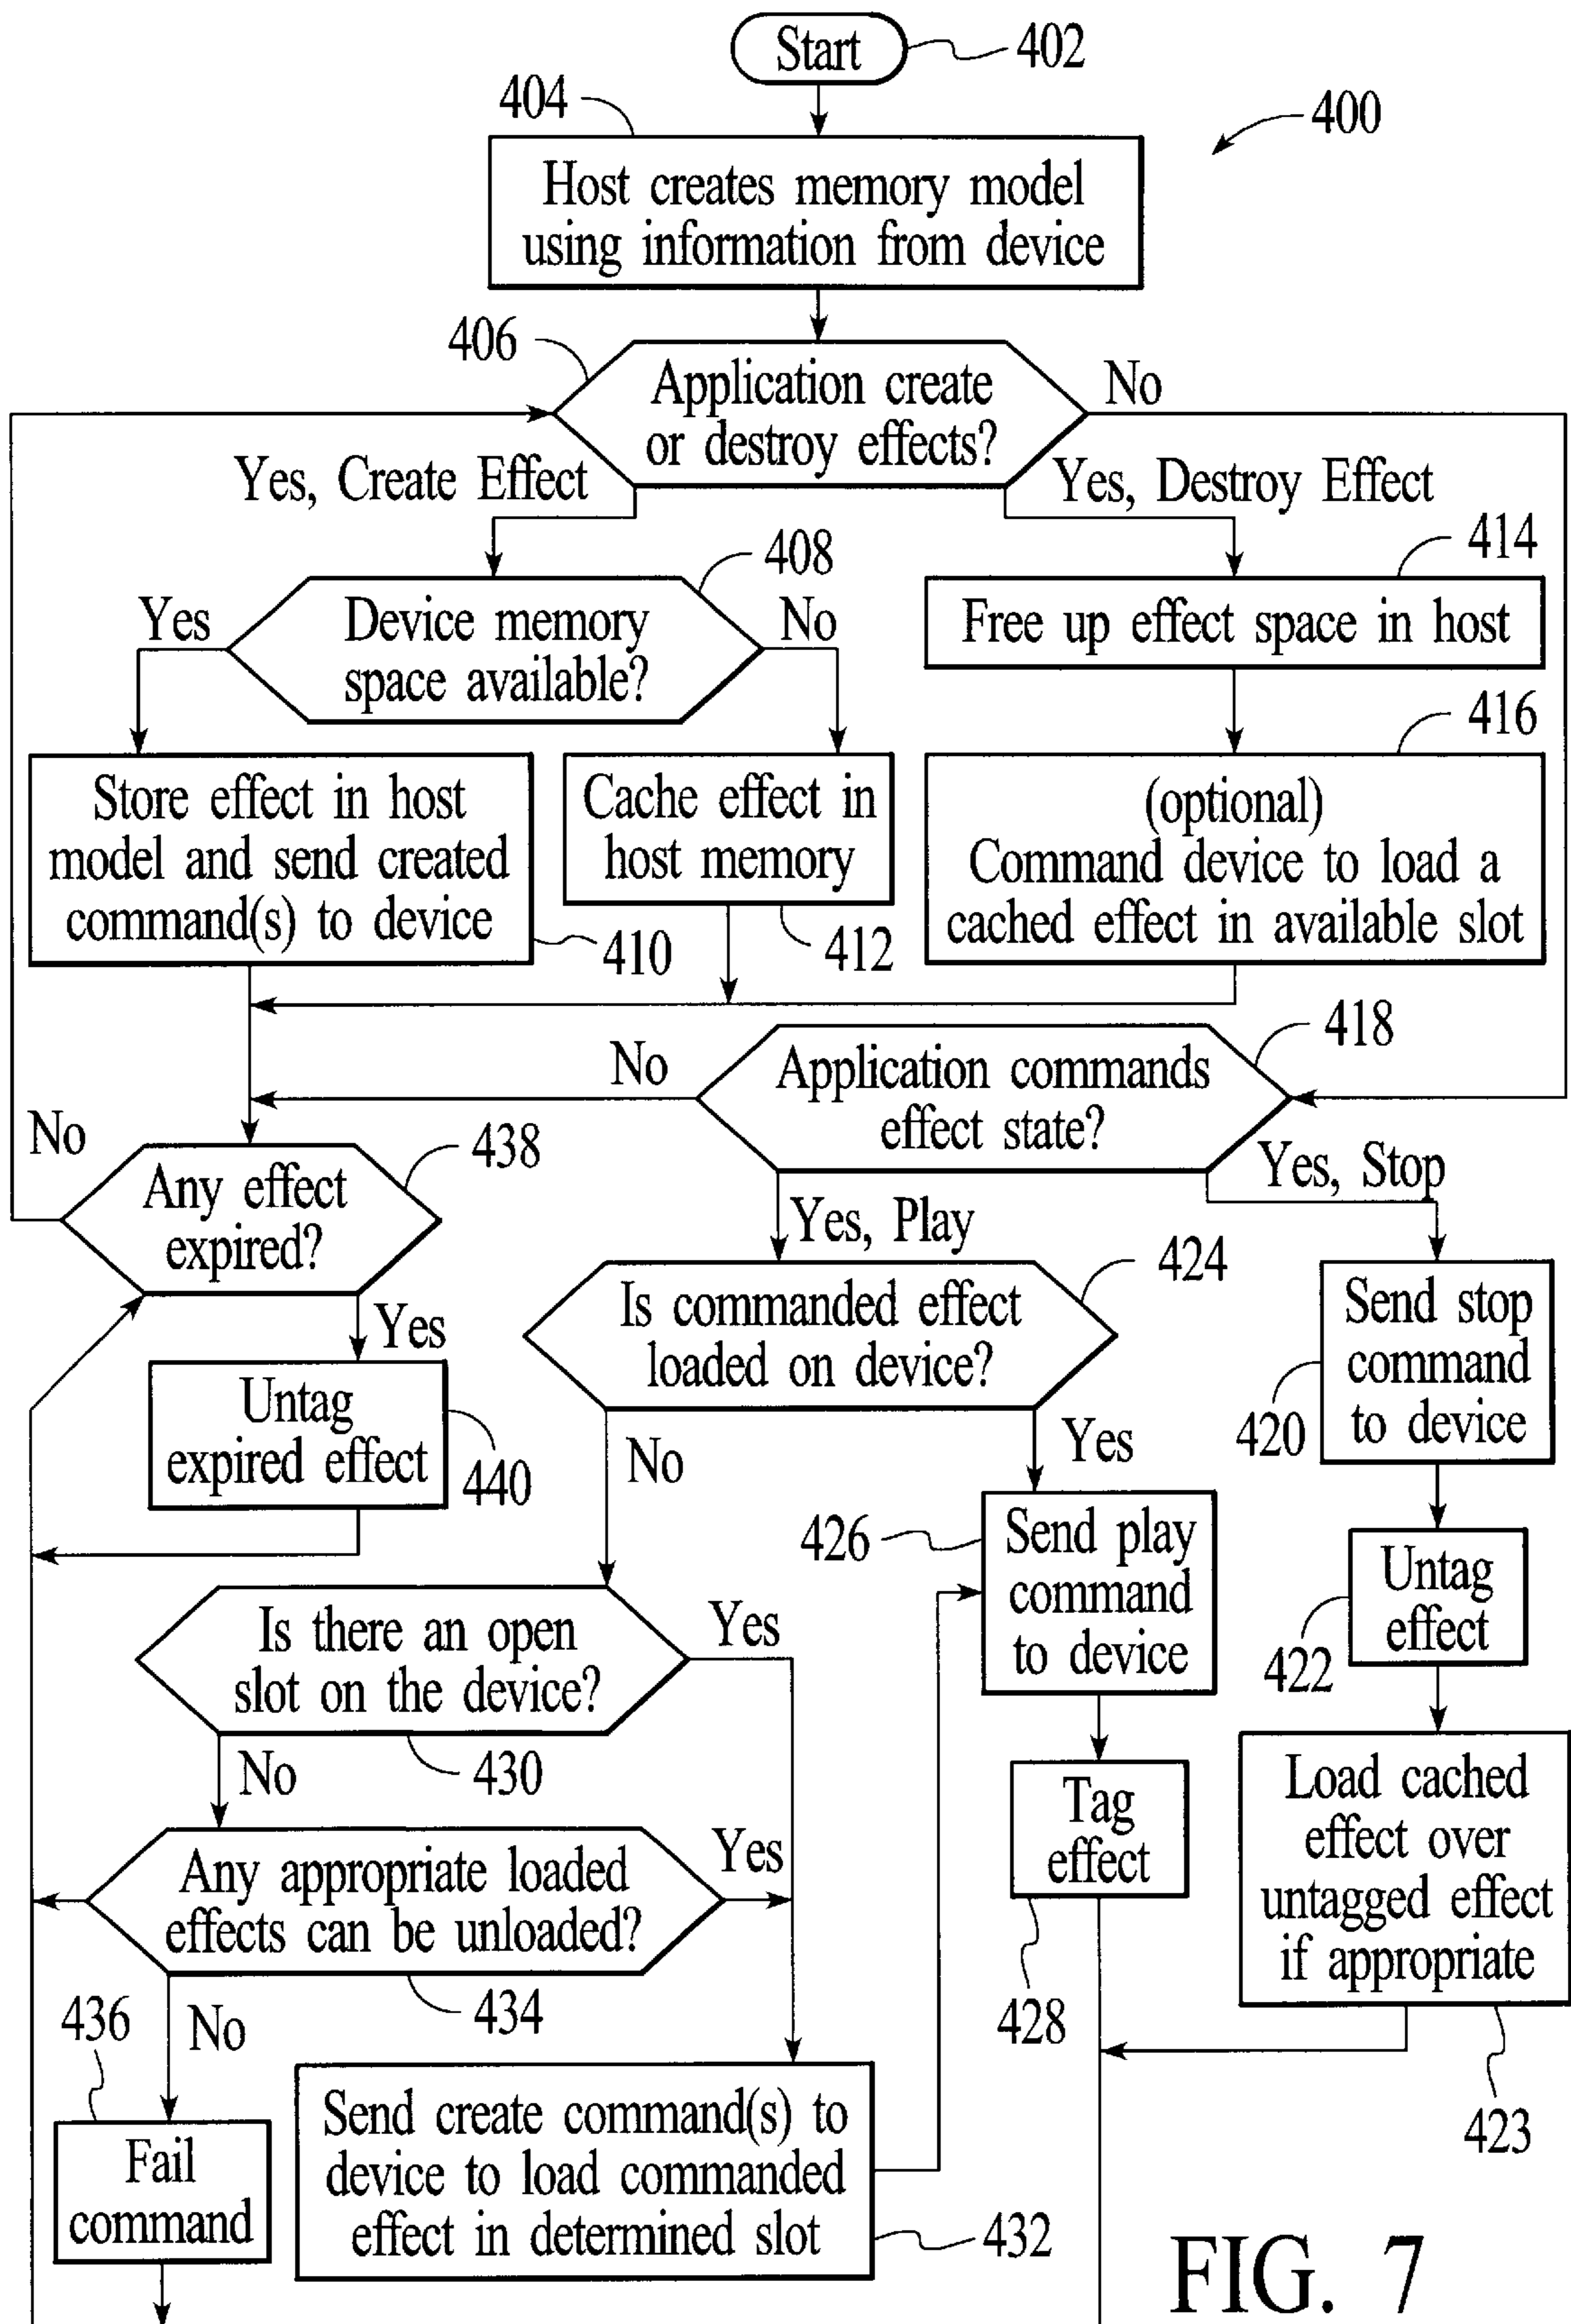 Start
402
404
400
Host creates memory model
using information from device
406
Application create
or destroy effects?
No
Yes, Create Effect
Yes, Destroy Effect
408
414
Yes
Device memory
space available?
No
Free up effect space in host
416
Store effect in host
model and send created
command(s) to device
410
Cache effect in
host memory
412
(optional)
Command device to load a
cached effect in available slot
418
No
Application commands
effect state?
No
438
Any effect
expired?
Yes, Stop
Yes, Play
424
Is commanded effect
loaded on device?
Send stop
command
to device
420
Yes
Untag
expired effect
440
No
Yes
426
Send play
command
to device
Untag
effect
422
Is there an open
slot on the device?
Yes
430
No
Tag
effect
428
Load cached
effect over
untagged effect
if appropriate
423
Any appropriate loaded
effects can be unloaded?
Yes
434
436
No
Fail
command
Send create command(s) to
device to load commanded
effect in determined slot
432
FIG. 7